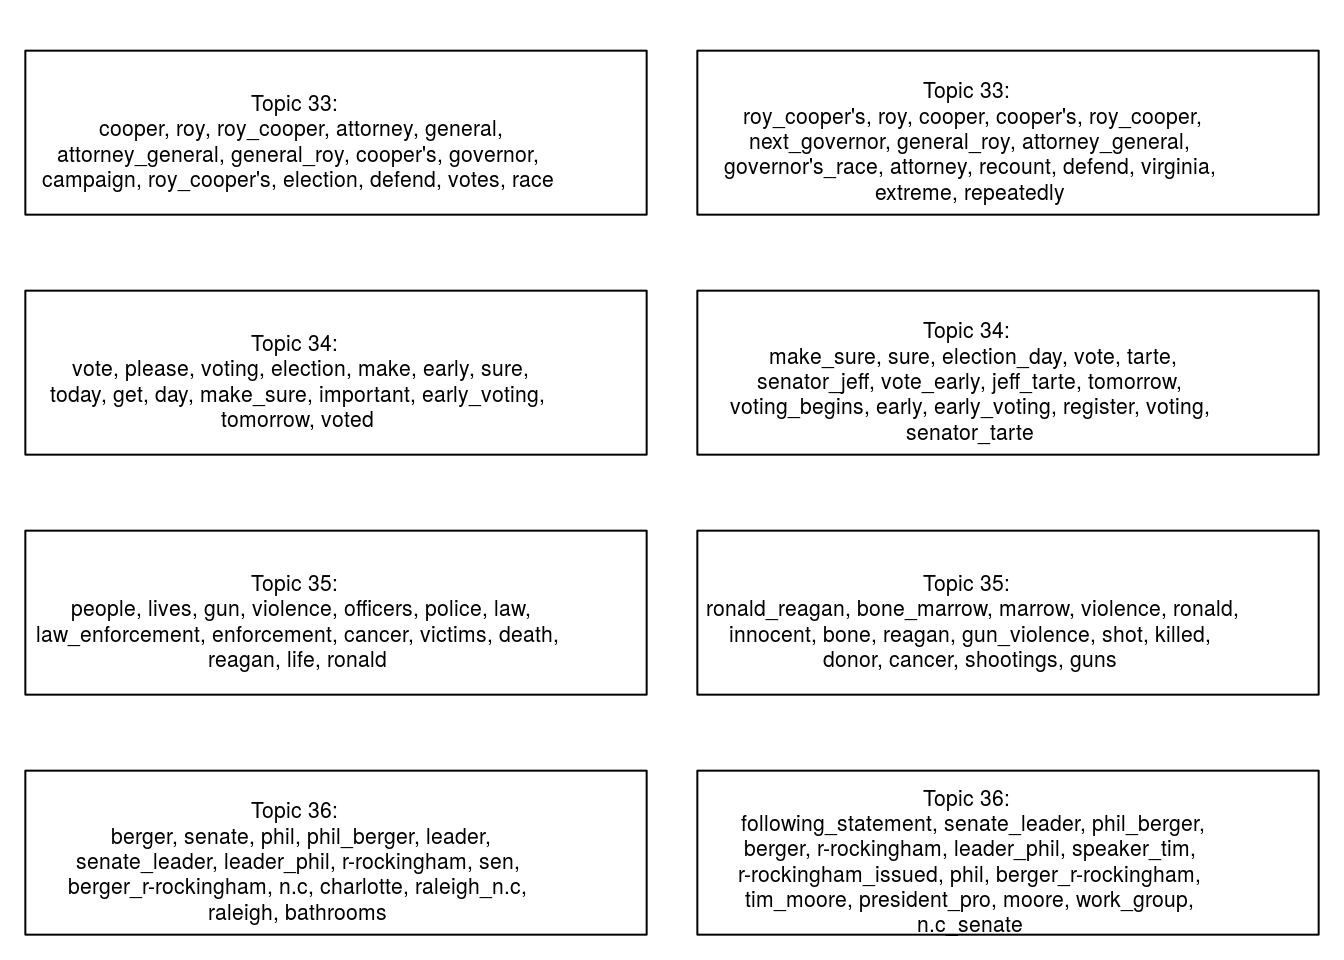 Topic 33:
cooper, roy, roy_cooper, attorney, general,
attorney_general, general_roy, cooper's, governor,
campaign, roy_cooper's, election, defend, votes, race
Topic 33:
roy_cooper's, roy, cooper, cooper's, roy_cooper,
next_governor, general_roy, attorney_general,
governor's_race, attorney, recount, defend, virginia,
extreme, repeatedly
Topic 34:
vote, please, voting, election, make, early, sure,
today, get, day, make_sure, important, early_voting,
tomorrow, voted
Topic 34:
make_sure, sure, election_day, vote, tarte,
senator_jeff, vote_early, jeff_tarte, tomorrow,
voting_begins, early, early_voting, register, voting,
senator_tarte
Topic 35:
people, lives, gun, violence, officers, police, law,
law_enforcement, enforcement, cancer, victims, death,
reagan, life, ronald
Topic 35:
ronald_reagan, bone_marrow, marrow, violence, ronald,
innocent, bone, reagan, gun_violence, shot, killed,
donor, cancer, shootings, guns
Topic 36:
berger, senate, phil, phil_berger, leader,
senate_leader, leader_phil, r-rockingham, sen,
berger_r-rockingham, n.c, charlotte, raleigh_n.c,
raleigh, bathrooms
Topic 36:
following_statement, senate_leader, phil_berger,
berger, r-rockingham, leader_phil, speaker_tim,
r-rockingham_issued, phil, berger_r-rockingham,
tim_moore, president_pro, moore, work_group,
n.c_senate